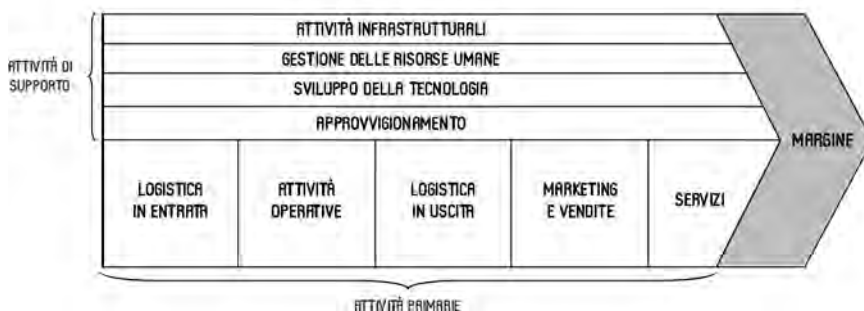 ATTIVITÀ INFRASTRUTTURALI
GESTIONE DELLE RISORSE UMANE
SVILUPPO DELLA TECNOLOGIA
APPROVVIGIONAMENTO
ATTIVITÀ DI
SUPPORTO
LOGISTICA
IN ENTRATA
ATTIVITÀ
OPERATIVE
LOGISTICA
IN USCITA
MARKETING
E VENDITE
SERVIZI
MARGINE
ATTIVITÀ PRIMARIE